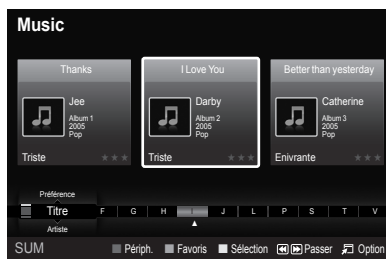 Music
Thanks
Jee
Album 1
2005
Pop
Triste
I Love You
Darby
Album 2
2005
Pop
Triste
Better than yesterday
Catherine
Album 3
2005
Pop
Enivrante
Préférence
Titre
Artiste
F G H I J L P S T V
SUM Périph. Favoris Sélection Passer Option